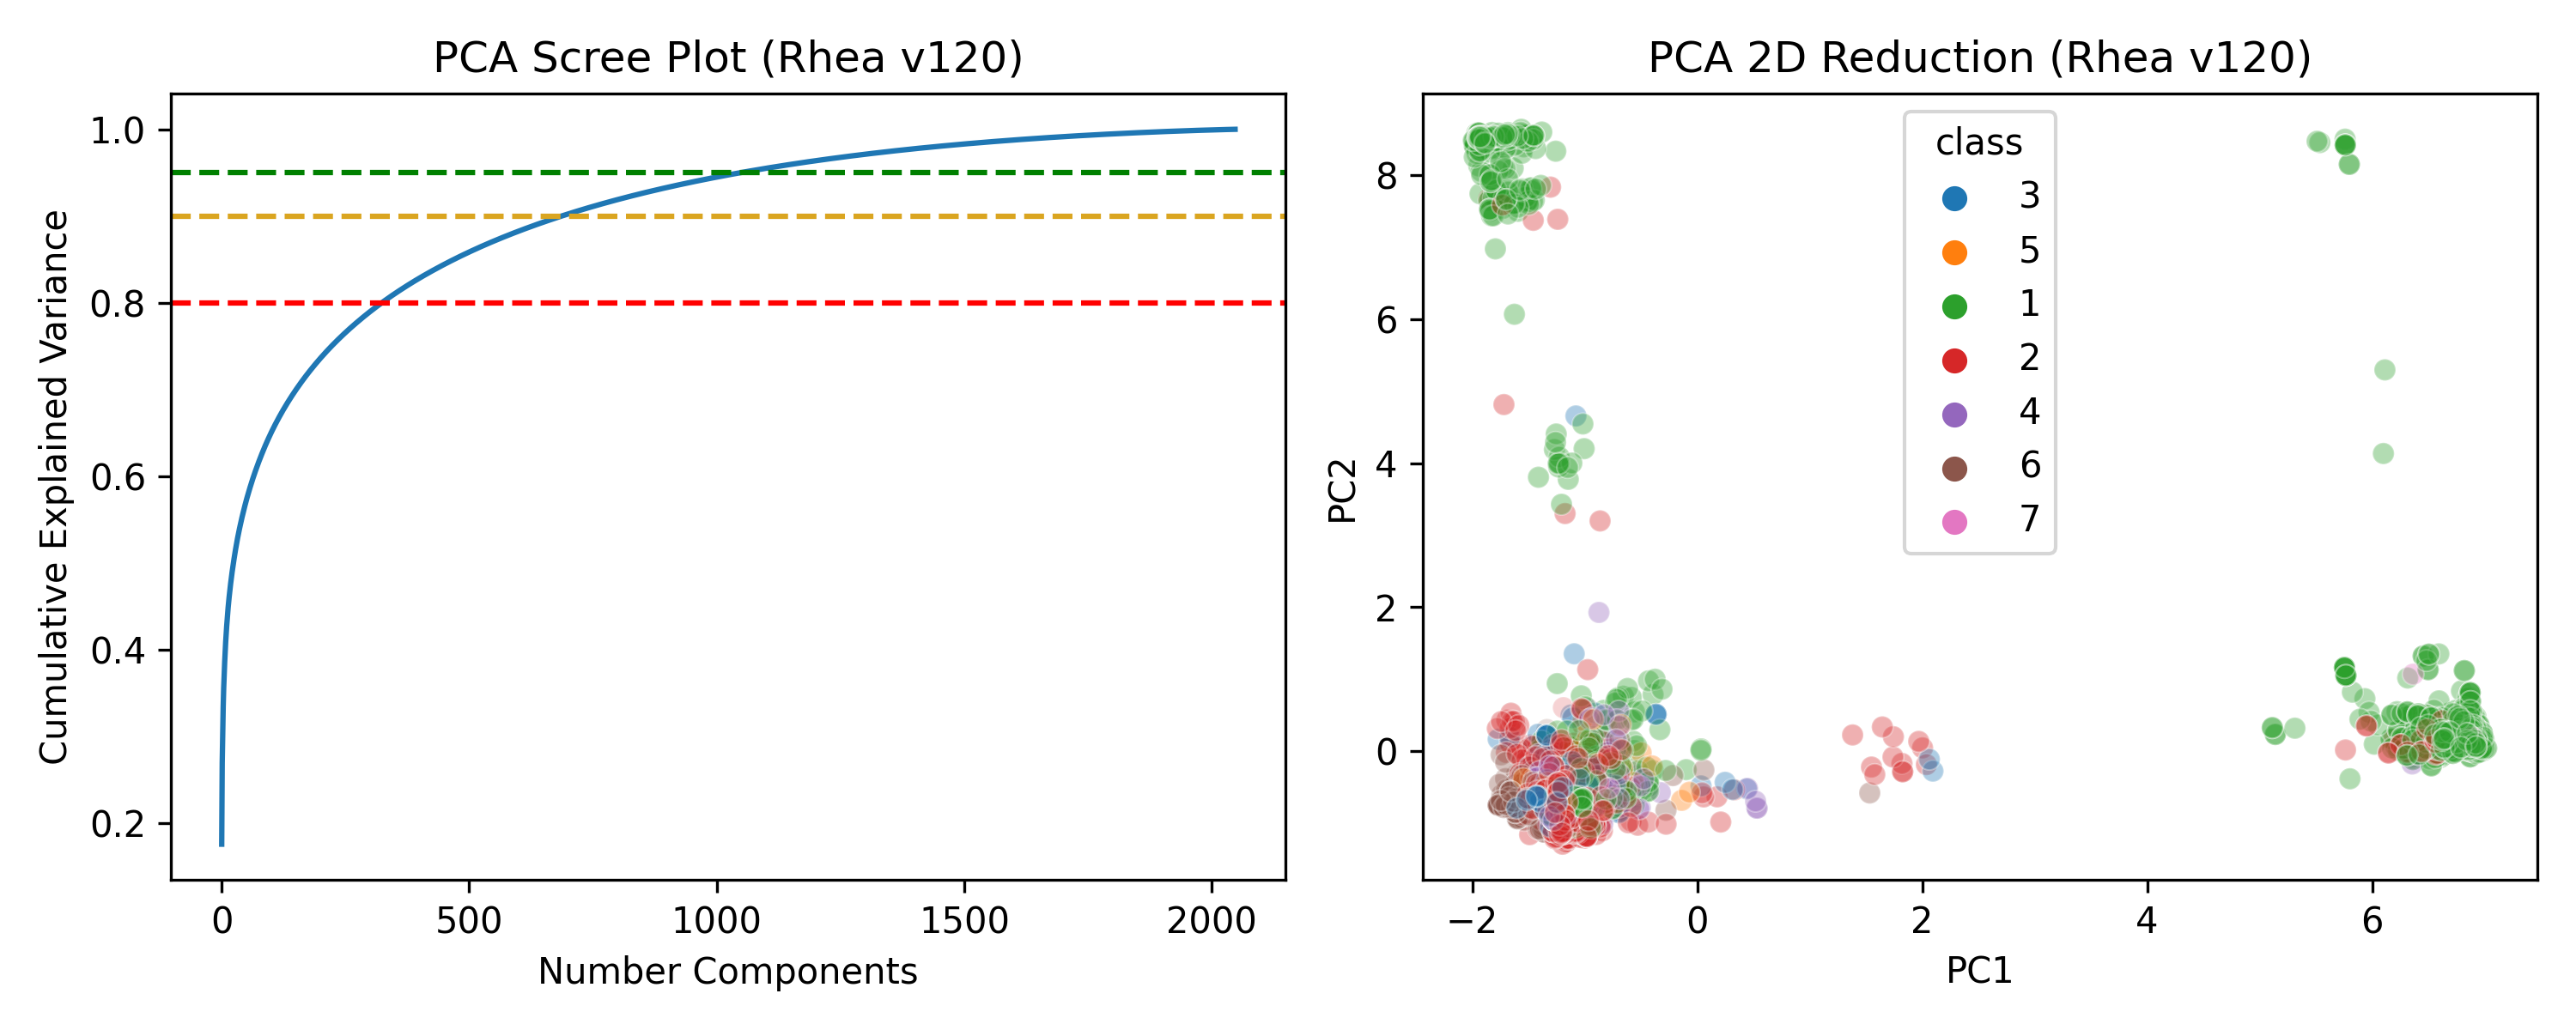 PCA Scree Plot (Rhea v120)
Cumulative Explained Variance
1.0
0.8
0.6
0.4
0.2
0 500 1000 1500 2000
Number Components
PCA 2D Reduction (Rhea v120)
PC2
8
6
4
2
0
−2 0 2 4 6
PC1
class
3
5
1
2
4
6
7